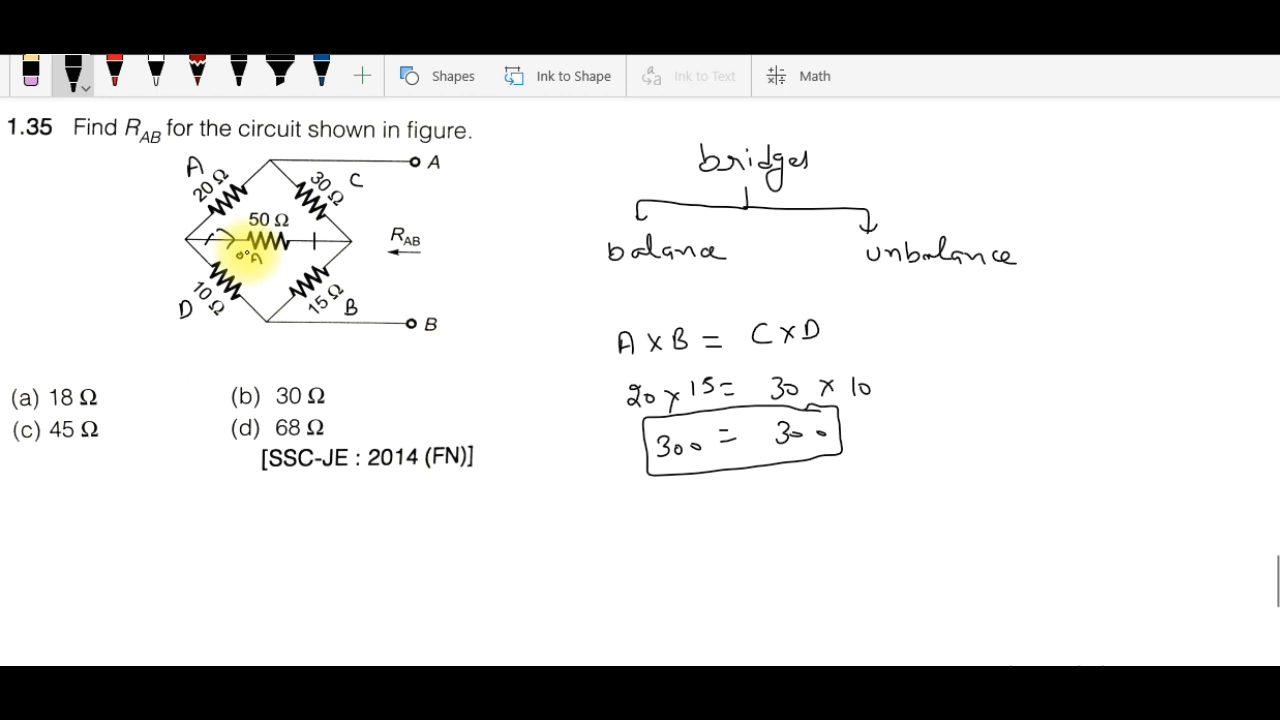 Shapes
Ink to Shape
Ink to Text
Math
1.35 Find R_AB for the circuit shown in figure.
A
20 Ω
30 Ω
C
A
50 Ω
0°A
R_AB
D
10 Ω
15 Ω
B
B
(a) 18 Ω (b) 30 Ω
(c) 45 Ω (d) 68 Ω
[SSC-JE : 2014 (FN)]
bridges
balance unbalance
A x B = C x D
20 x 15 = 30 x 10
300 = 300